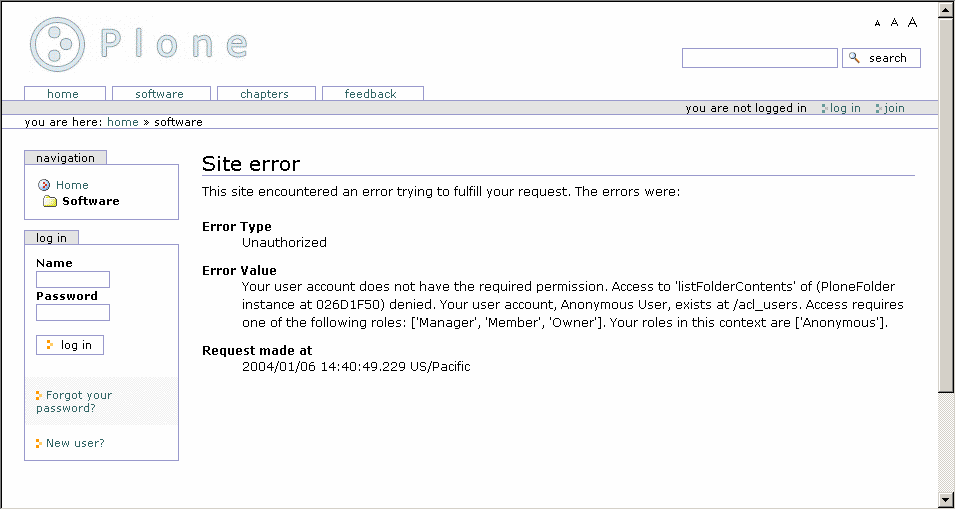 Plone
A A A
search
home software chapters feedback
you are not logged in log in join
you are here: home » software
navigation
Home
Software
log in
Name
Password
log in
Forgot your
password?
New user?
Site error
This site encountered an error trying to fulfill your request. The errors were:
Error Type
Unauthorized
Error Value
Your user account does not have the required permission. Access to 'listFolderContents' of (PloneFolder
instance at 026D1F50) denied. Your user account, Anonymous User, exists at /acl_users. Access requires
one of the following roles: ['Manager', 'Member', 'Owner']. Your roles in this context are ['Anonymous'].
Request made at
2004/01/06 14:40:49.229 US/Pacific